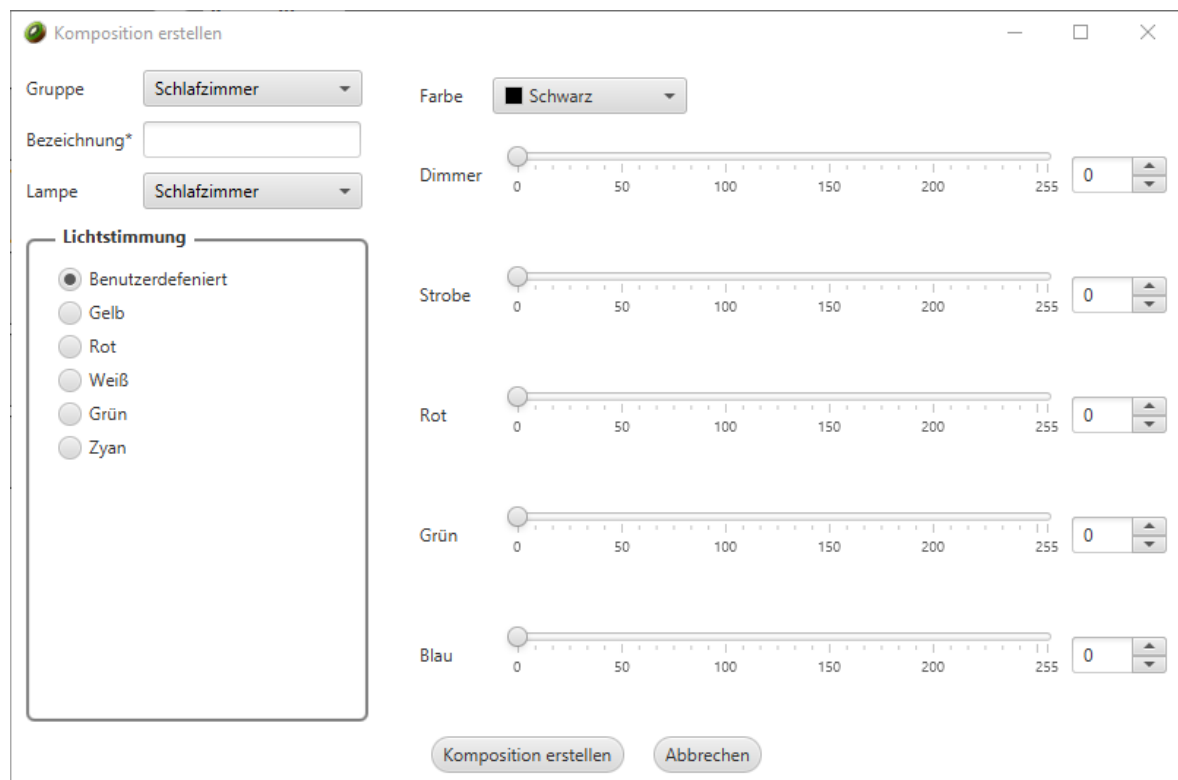 Komposition erstellen
Gruppe Schlafzimmer
Bezeichnung*
Lampe Schlafzimmer
Lichtstimmung
Benutzerdefeniert
Gelb
Rot
Weiß
Grün
Zyan
Farbe Schwarz
Dimmer 0 50 100 150 200 255 0
Strobe 0 50 100 150 200 255 0
Rot 0 50 100 150 200 255 0
Grün 0 50 100 150 200 255 0
Blau 0 50 100 150 200 255 0
Komposition erstellen Abbrechen